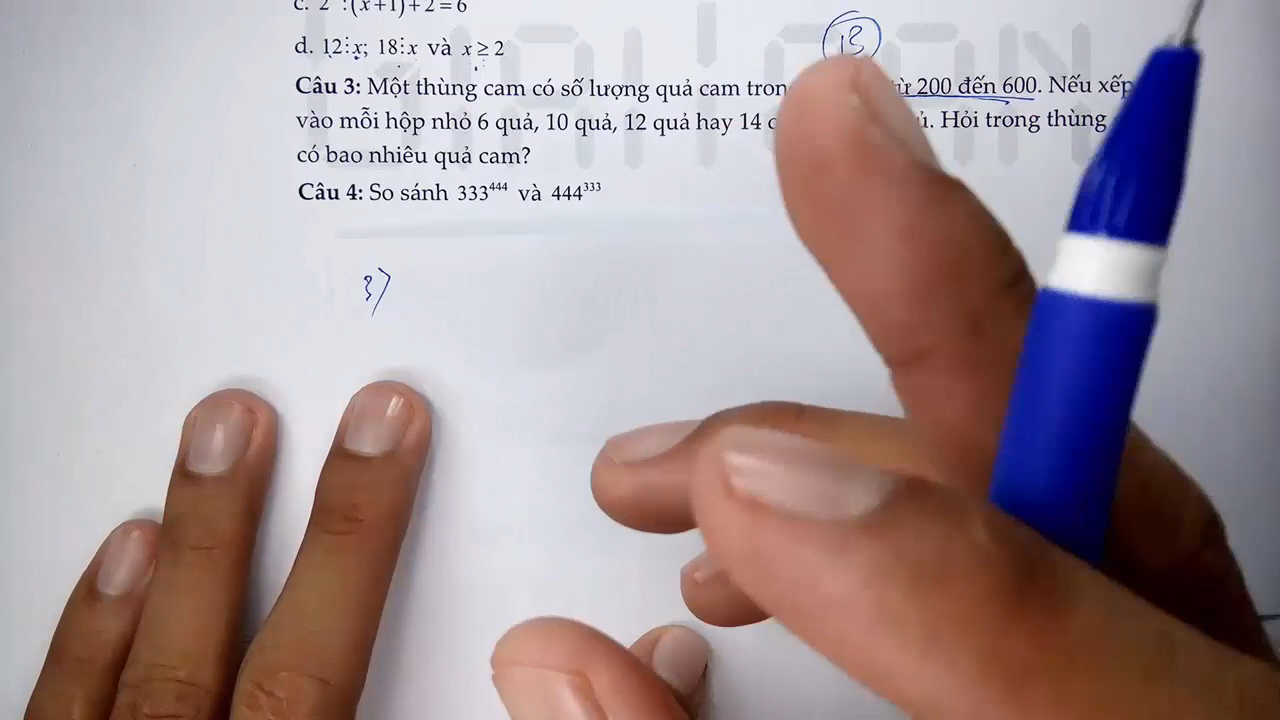 c. 2 :(x+1)+2=6
d. 12⋮x; 18⋮x và x ≥ 2
13
Câu 3: Một thùng cam có số lượng quả cam tron từ 200 đến 600. Nếu xếp
vào mỗi hộp nhỏ 6 quả, 10 quả, 12 quả hay 14 Hỏi trong thùng
có bao nhiêu quả cam?
Câu 4: So sánh 333⁴⁴⁴ và 444³³³
3)